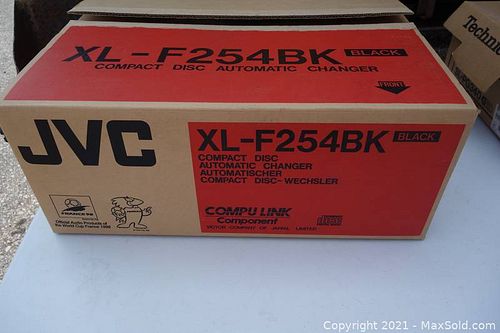 XL-F254BK BLACK
COMPACT DISC AUTOMATIC CHANGER
FRONT
Technic
JVC
XL-F254BK BLACK
COMPACT DISC
AUTOMATIC CHANGER
AUTOMATISCHER
COMPACT DISC-WECHSLER
COMPU LINK
Component
VICTOR COMPANY OF JAPAN, LIMITED
FRANCE 98
Official Audio Products of
the World Cup France 1998
Copyright © 2021 - MaxSold.com